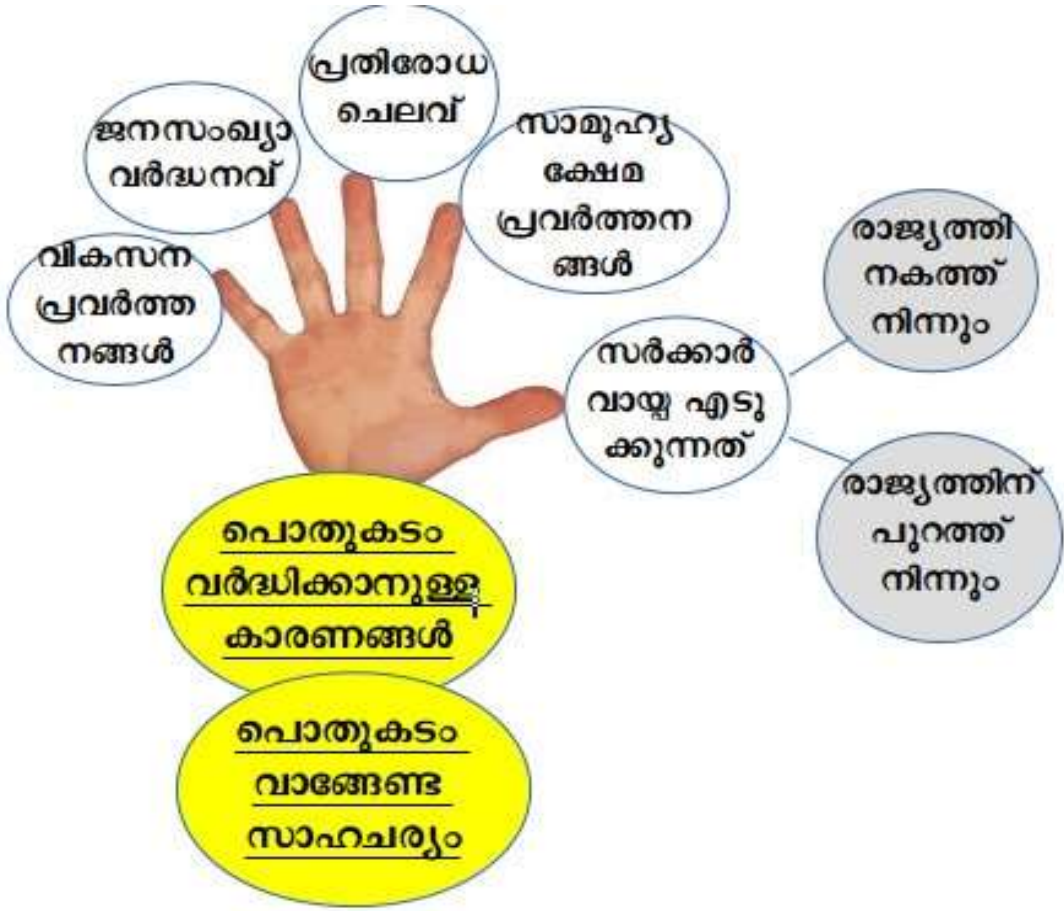 പ്രതിരോധ
ചെലവ്
ജനസംഖ്യാ
വർദ്ധനവ്
സാമൂഹ്യ
ക്ഷേമ
പ്രവർത്തന
ങ്ങൾ
വികസന
പ്രവർത്ത
നങ്ങൾ
രാജ്യത്തി
നകത്ത്
നിന്നും
സർക്കാർ
വായ്പ എടു
ക്കുന്നത്
രാജ്യത്തിന്
പുറത്ത്
നിന്നും
പൊതുകടം
വർദ്ധിക്കാനുള്ള
കാരണങ്ങൾ
പൊതുകടം
വാങ്ങേണ്ട
സാഹചര്യം